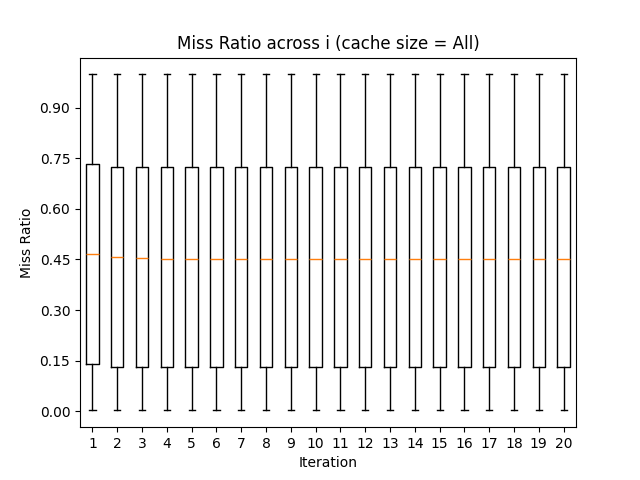 Miss Ratio across i (cache size = All)
Miss Ratio
0.90
0.75
0.60
0.45
0.30
0.15
0.00
1 2 3 4 5 6 7 8 9 10 11 12 13 14 15 16 17 18 19 20
Iteration